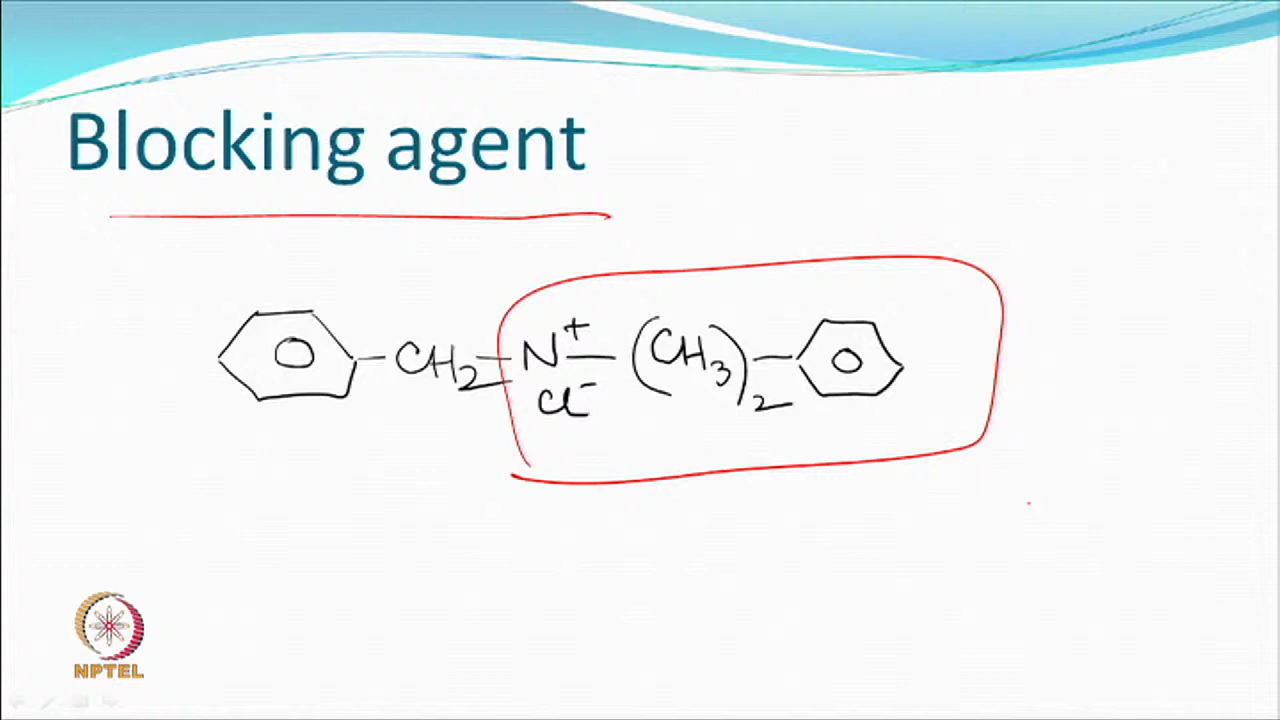 Blocking agent
CH2 N+ (CH3)2
Cl-
NPTEL